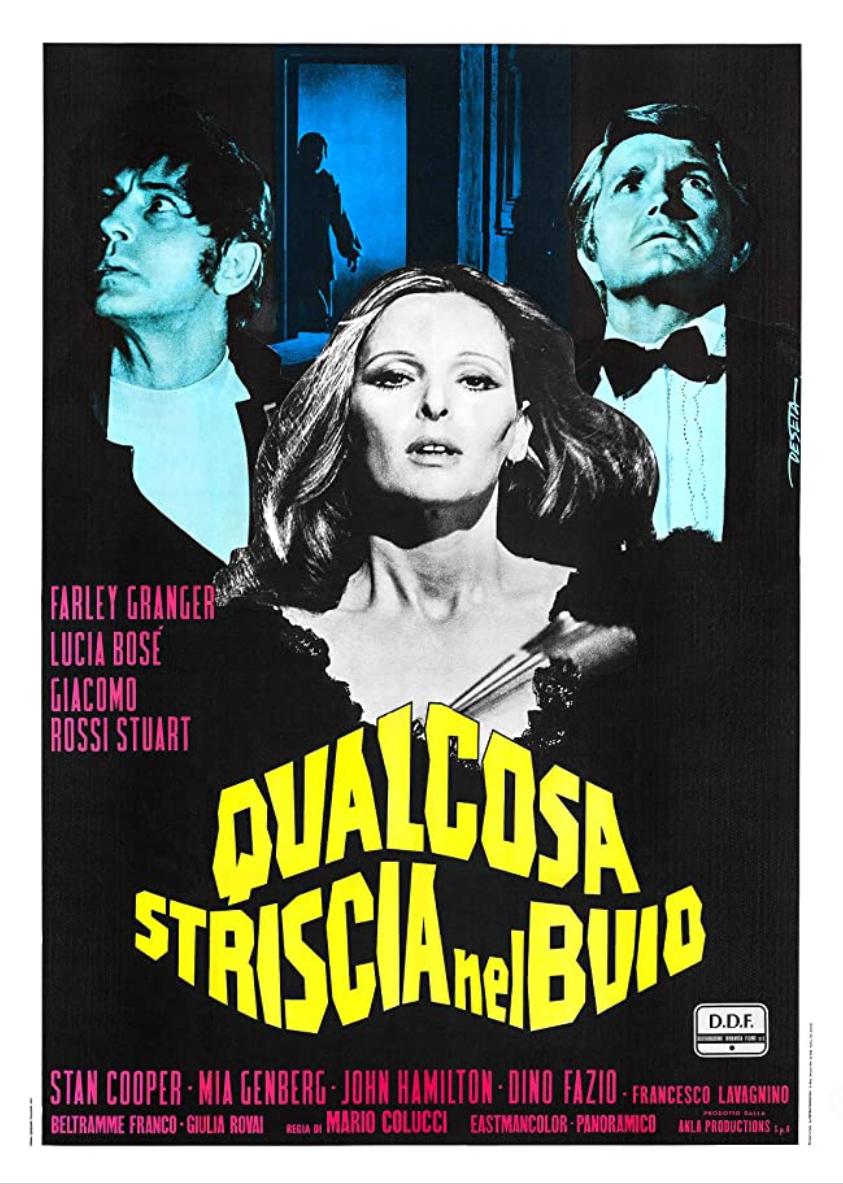 DESETA
FARLEY GRANGER
LUCIA BOSÉ
GIACOMO
ROSSI STUART
QUALCOSA
STRISCIA nel BUIO
D.D.F.
STAN COOPER · MIA GENBERG · JOHN HAMILTON · DINO FAZIO · FRANCESCO LAVAGNINO
BELTRAMME FRANCO · GIULIA ROVAI REGIA DI MARIO COLUCCI EASTMANCOLOR · PANORAMICO
PRODOTTO DALLA
AKLA PRODUCTIONS S.p.A